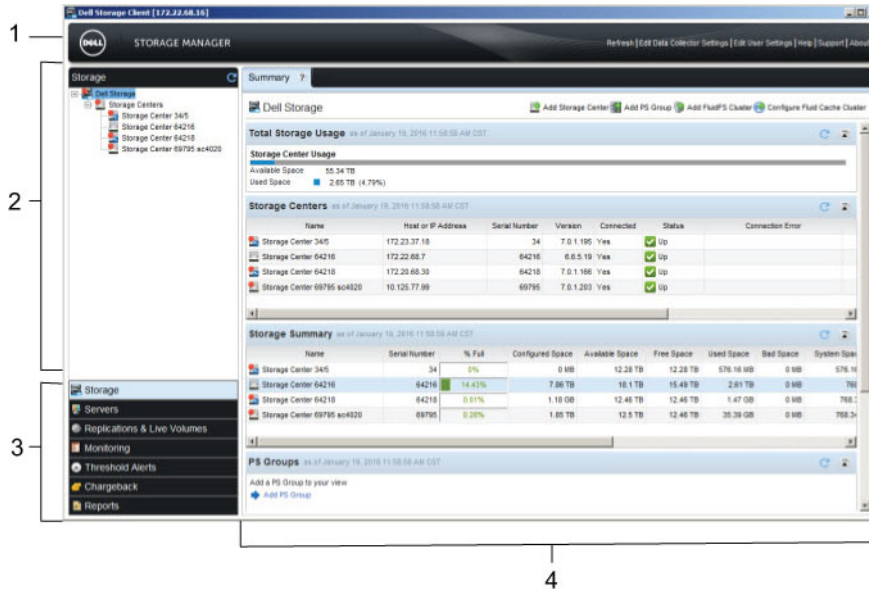 Dell Storage Client [172.22.68.16]
1
DELL STORAGE MANAGER
Refresh | Edit Data Collector Settings | Edit User Settings | Help | Support | About
2
Storage
Dell Storage
Storage Centers
Storage Center 34/5
Storage Center 64216
Storage Center 64218
Storage Center 69795 sc4020
3
Storage
Servers
Replications & Live Volumes
Monitoring
Threshold Alerts
Chargeback
Reports
Summary ?
Dell Storage
Add Storage Center Add PS Group Add FluidFS Cluster Configure Fluid Cache Cluster
Total Storage Usage as of January 19, 2016 11:58:58 AM CST
Storage Center Usage
Available Space 55.34 TB
Used Space 2.65 TB (4.79%)
Storage Centers as of January 19, 2016 11:58:58 AM CST
Name Host or IP Address Serial Number Version Connected Status Connection Error
Storage Center 34/5 172.23.37.18 34 7.0.1.195 Yes Up
Storage Center 64216 172.22.68.7 64216 6.6.5.19 Yes Up
Storage Center 64218 172.20.68.30 64218 7.0.1.166 Yes Up
Storage Center 69795 sc4020 10.125.77.99 69795 7.0.1.203 Yes Up
Storage Summary as of January 19, 2016 11:58:58 AM CST
Name Serial Number % Full Configured Space Available Space Free Space Used Space Bad Space System Spac
Storage Center 34/5 34 0% 0 MB 12.28 TB 12.28 TB 576.16 MB 0 MB 576.16
Storage Center 64216 64216 14.43% 7.86 TB 18.1 TB 15.49 TB 2.61 TB 0 MB 768
Storage Center 64218 64218 0.01% 1.18 GB 12.46 TB 12.46 TB 1.47 GB 0 MB 768.3
Storage Center 69795 sc4020 69795 0.28% 1.85 TB 12.5 TB 12.46 TB 35.39 GB 0 MB 768.34
PS Groups as of January 19, 2016 11:58:58 AM CST
Add a PS Group to your view
Add PS Group
4